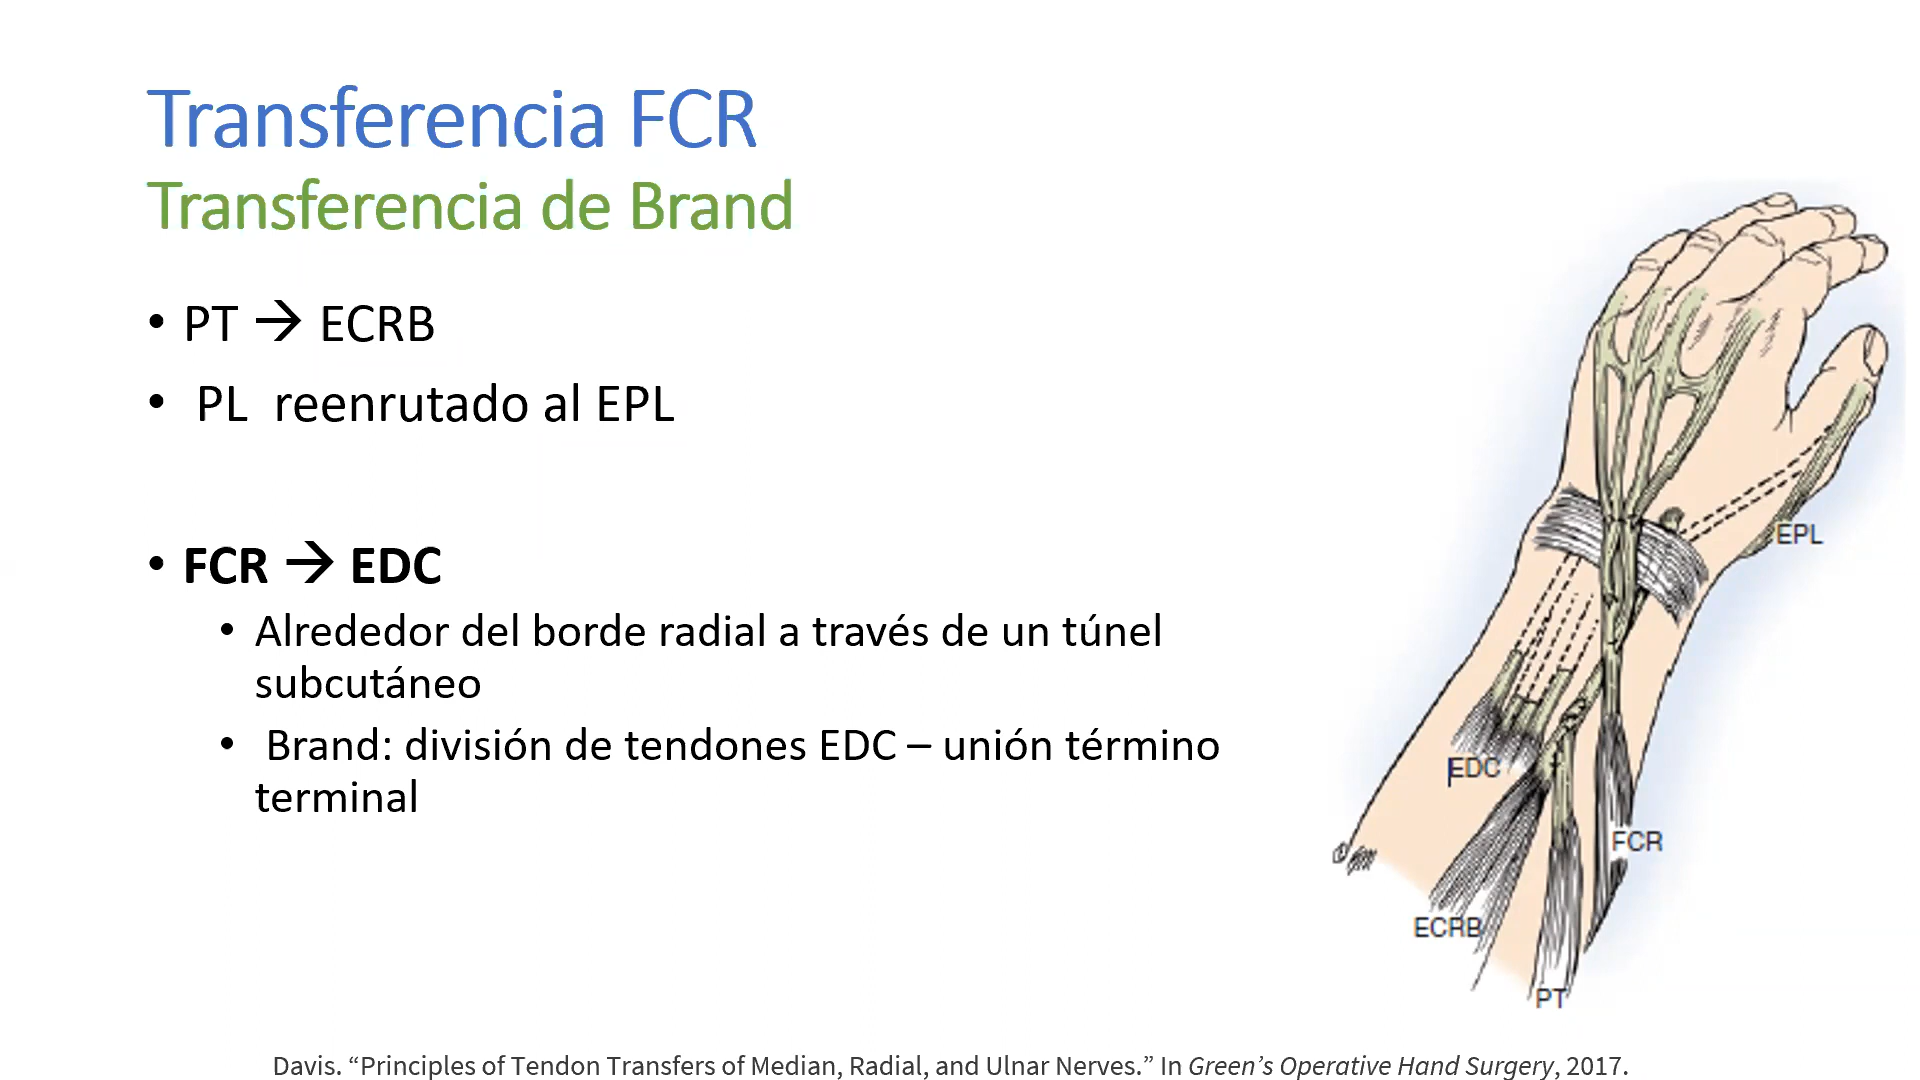 Transferencia FCR
Transferencia de Brand
• PT → ECRB
• PL reenrutado al EPL
• FCR → EDC
• Alrededor del borde radial a través de un túnel
subcutáneo
• Brand: división de tendones EDC – unión término
terminal
EPL
EDC
FCR
ECRB
PT
Davis. “Principles of Tendon Transfers of Median, Radial, and Ulnar Nerves.” In Green’s Operative Hand Surgery, 2017.